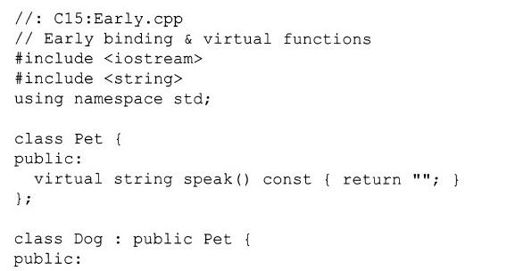 //: C15:Early.cpp
// Early binding & virtual functions
#include <iostream>
#include <string>
using namespace std;

class Pet {
public:
  virtual string speak() const { return ""; }
};

class Dog : public Pet {
public: